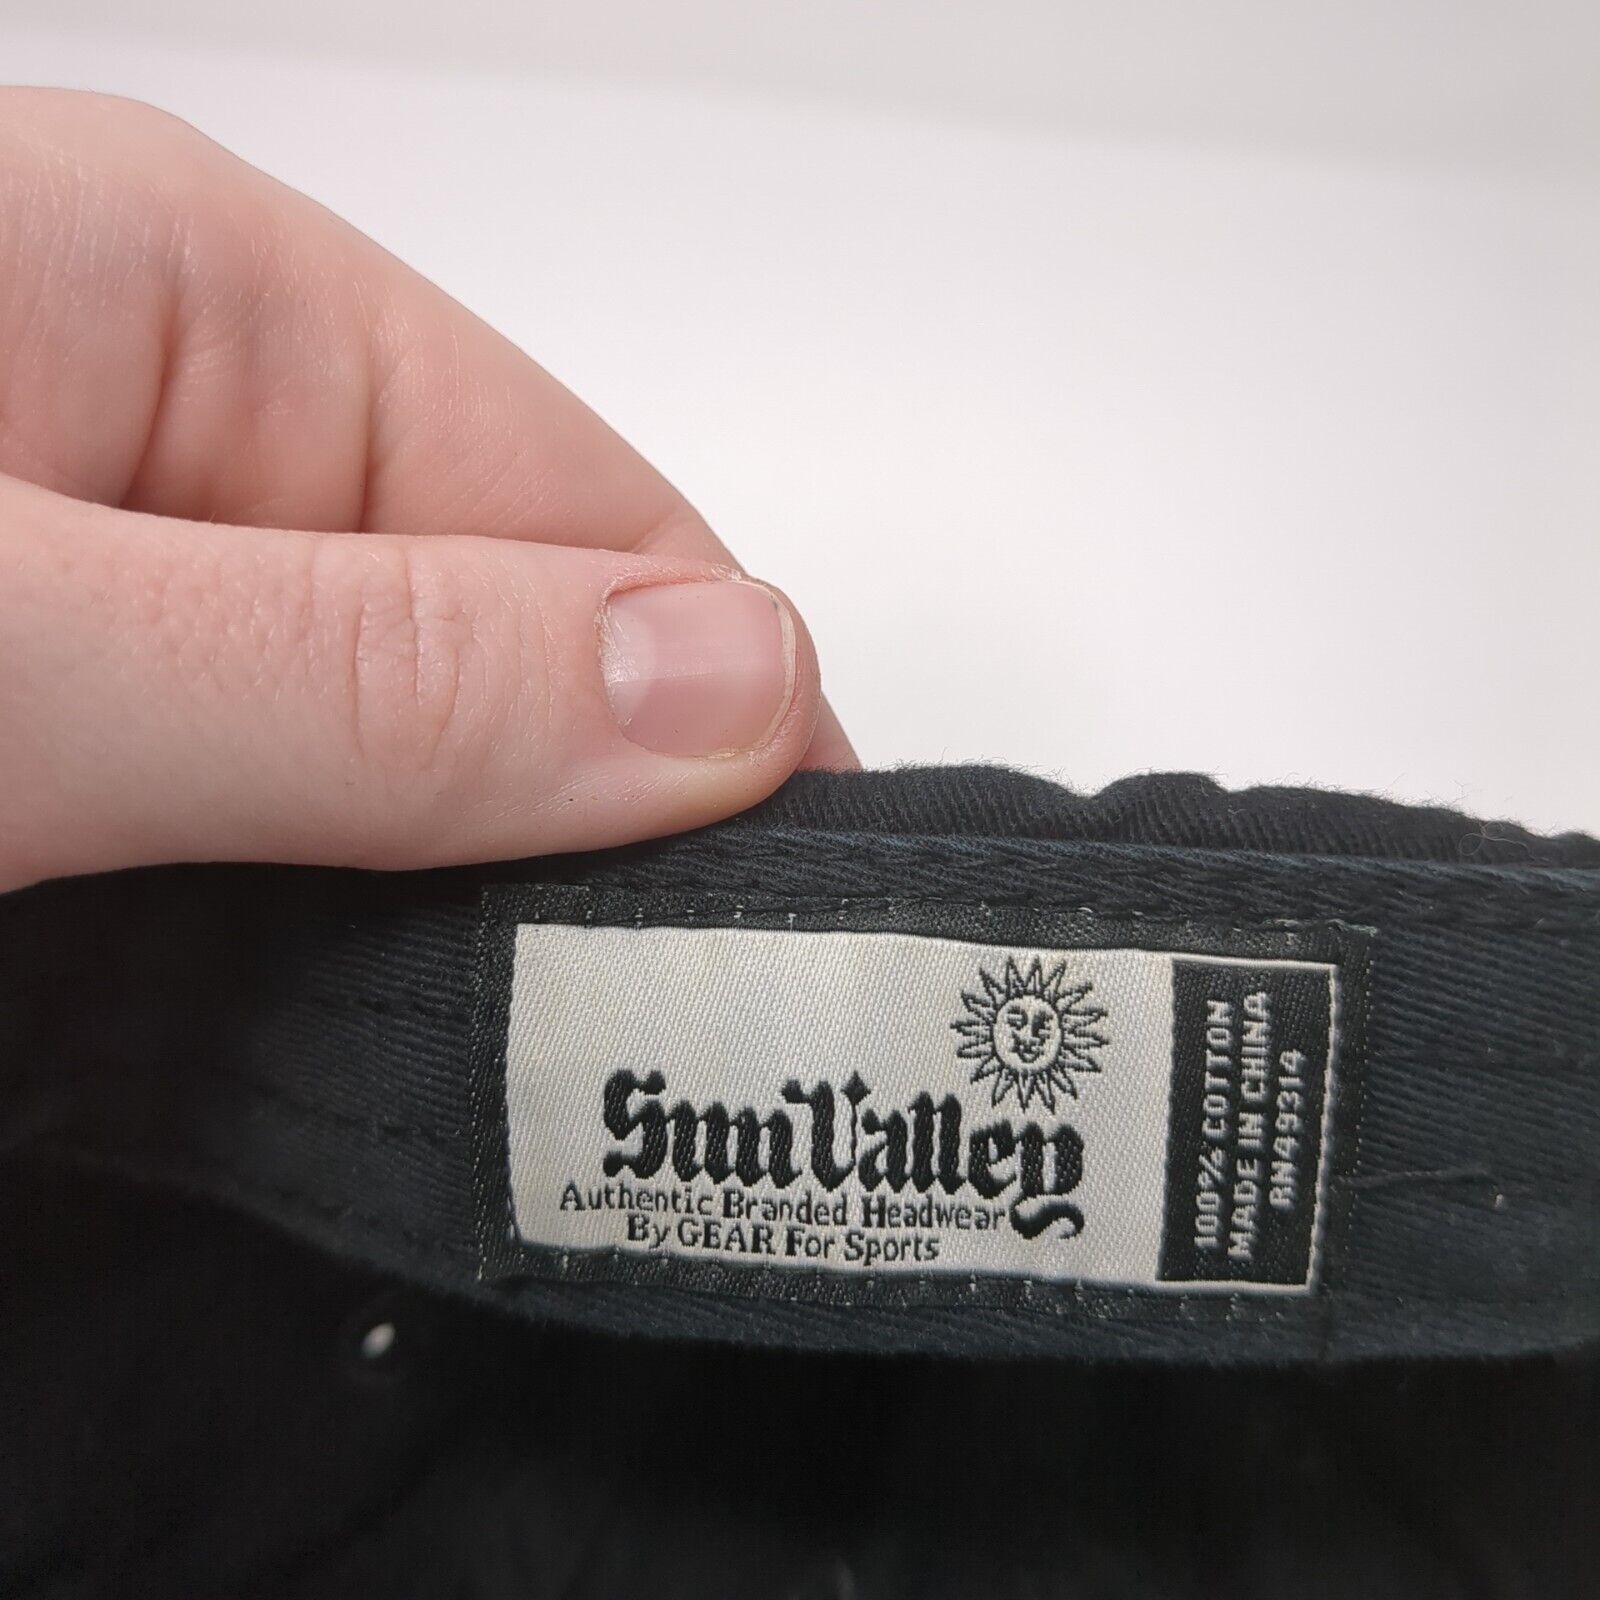 Sun Valley
Authentic Branded Headwear
By GEAR For Sports
100% COTTON
MADE IN CHINA
RN49314